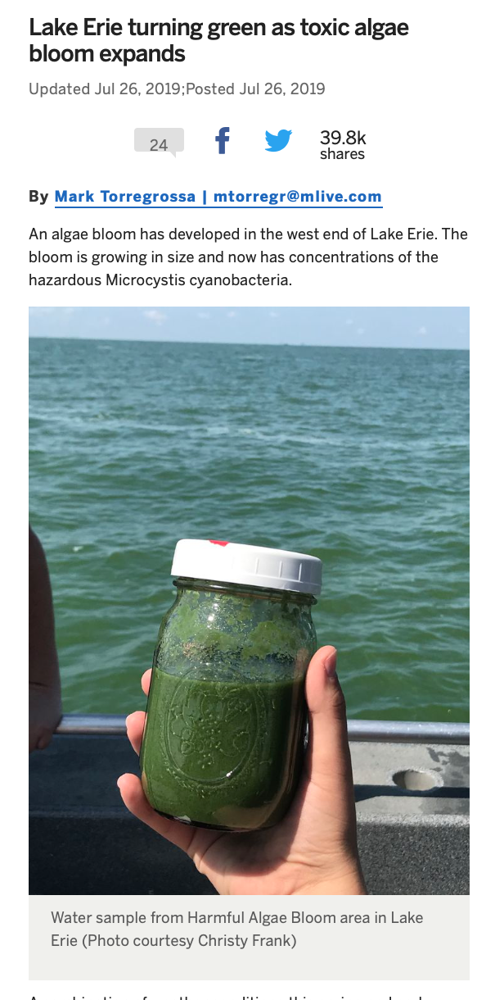 Lake Erie turning green as toxic algae
bloom expands
Updated Jul 26, 2019;Posted Jul 26, 2019
24
39.8k
shares
By Mark Torregrossa | mtorregr@mlive.com
An algae bloom has developed in the west end of Lake Erie. The
bloom is growing in size and now has concentrations of the
hazardous Microcystis cyanobacteria.
Water sample from Harmful Algae Bloom area in Lake
Erie (Photo courtesy Christy Frank)